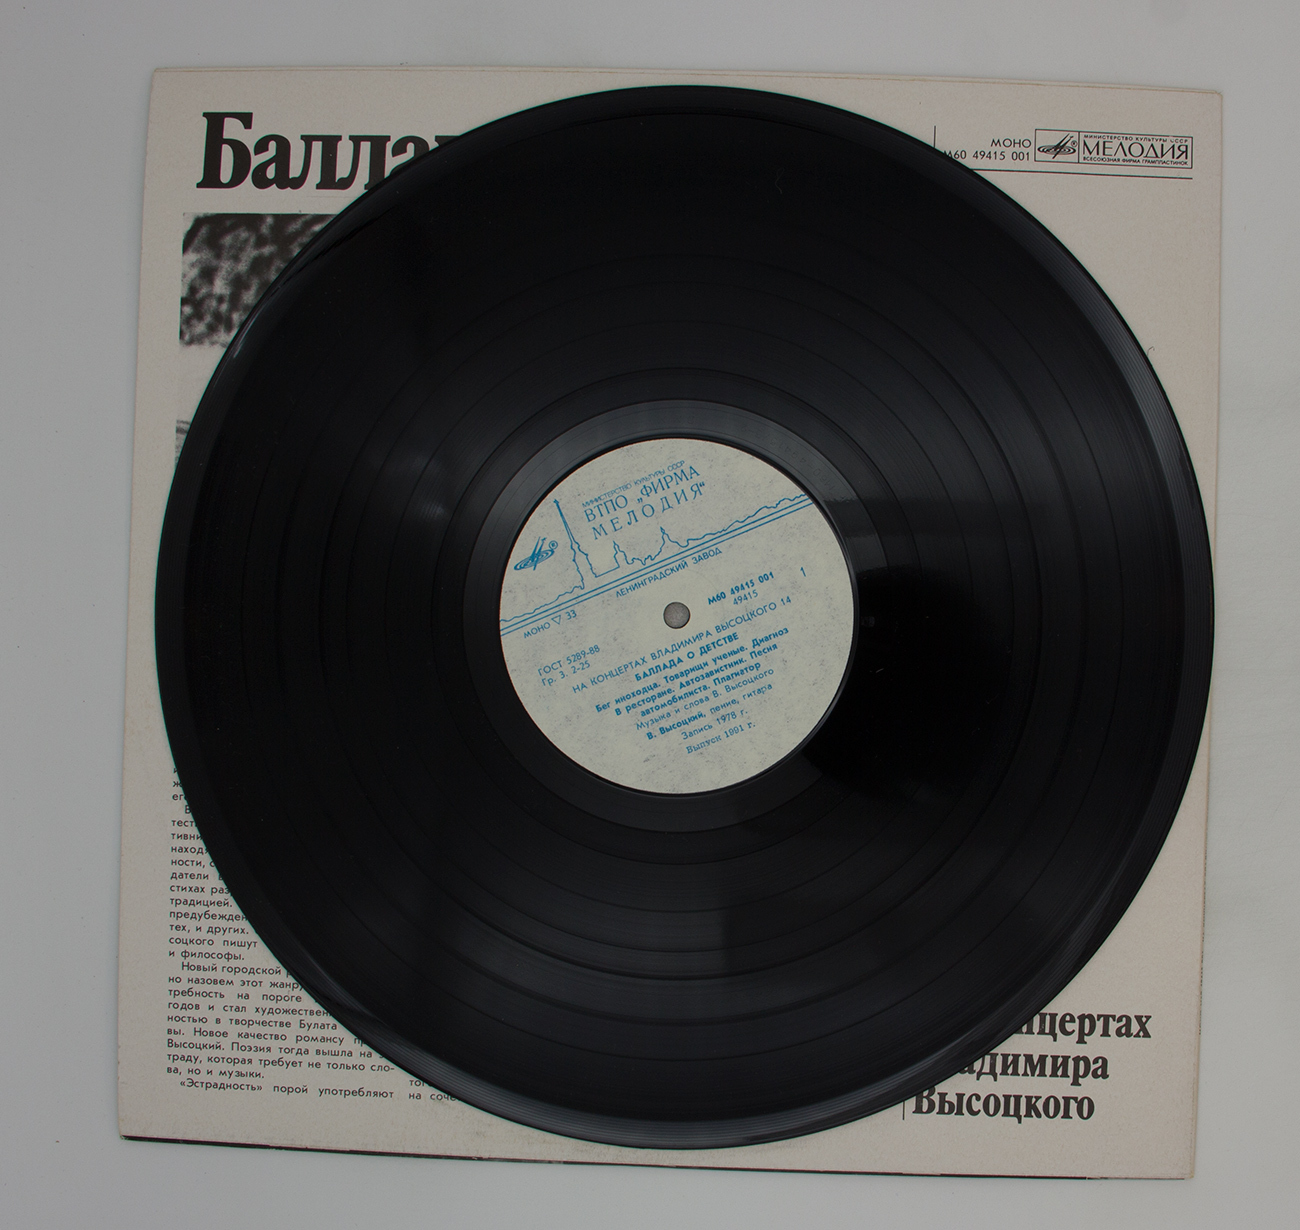 МОНО
М60 49415 001
МИНИСТЕРСТВО КУЛЬТУРЫ СССР
МЕЛОДИЯ
ВСЕСОЮЗНАЯ ФИРМА ГРАМПЛАСТИНОК
МИНИСТЕРСТВО КУЛЬТУРЫ СССР
ВТПО „ФИРМА
МЕЛОДИЯ"
ЛЕНИНГРАДСКИЙ ЗАВОД
МОНО ▽ 33
М60 49415 001
49415
1
ГОСТ 5289-88
Гр. 3. 2-25
НА КОНЦЕРТАХ ВЛАДИМИРА ВЫСОЦКОГО 14
БАЛЛАДА О ДЕТСТВЕ
Бег иноходца. Товарищи ученые. Диагноз
В ресторане. Автозавистник. Песня
автомобилиста. Плагиатор
Музыка и слова В. Высоцкого
В. Высоцкий, пение, гитара
Запись 1978 г.
Выпуск 1991 г.
датели
стихах
традицией.
тех, и других.
соцкого пишут
и философы.
Новый городской
но назовем этот
требность на пороге
годов и стал
ностью в творчестве Булата
вы. Новое качество романсу
Высоцкий. Поэзия тогда вышла на
траду, которая требует не только сло-
ва, но и музыки.
«Эстрадность» порой употребляют на
Высоцкого